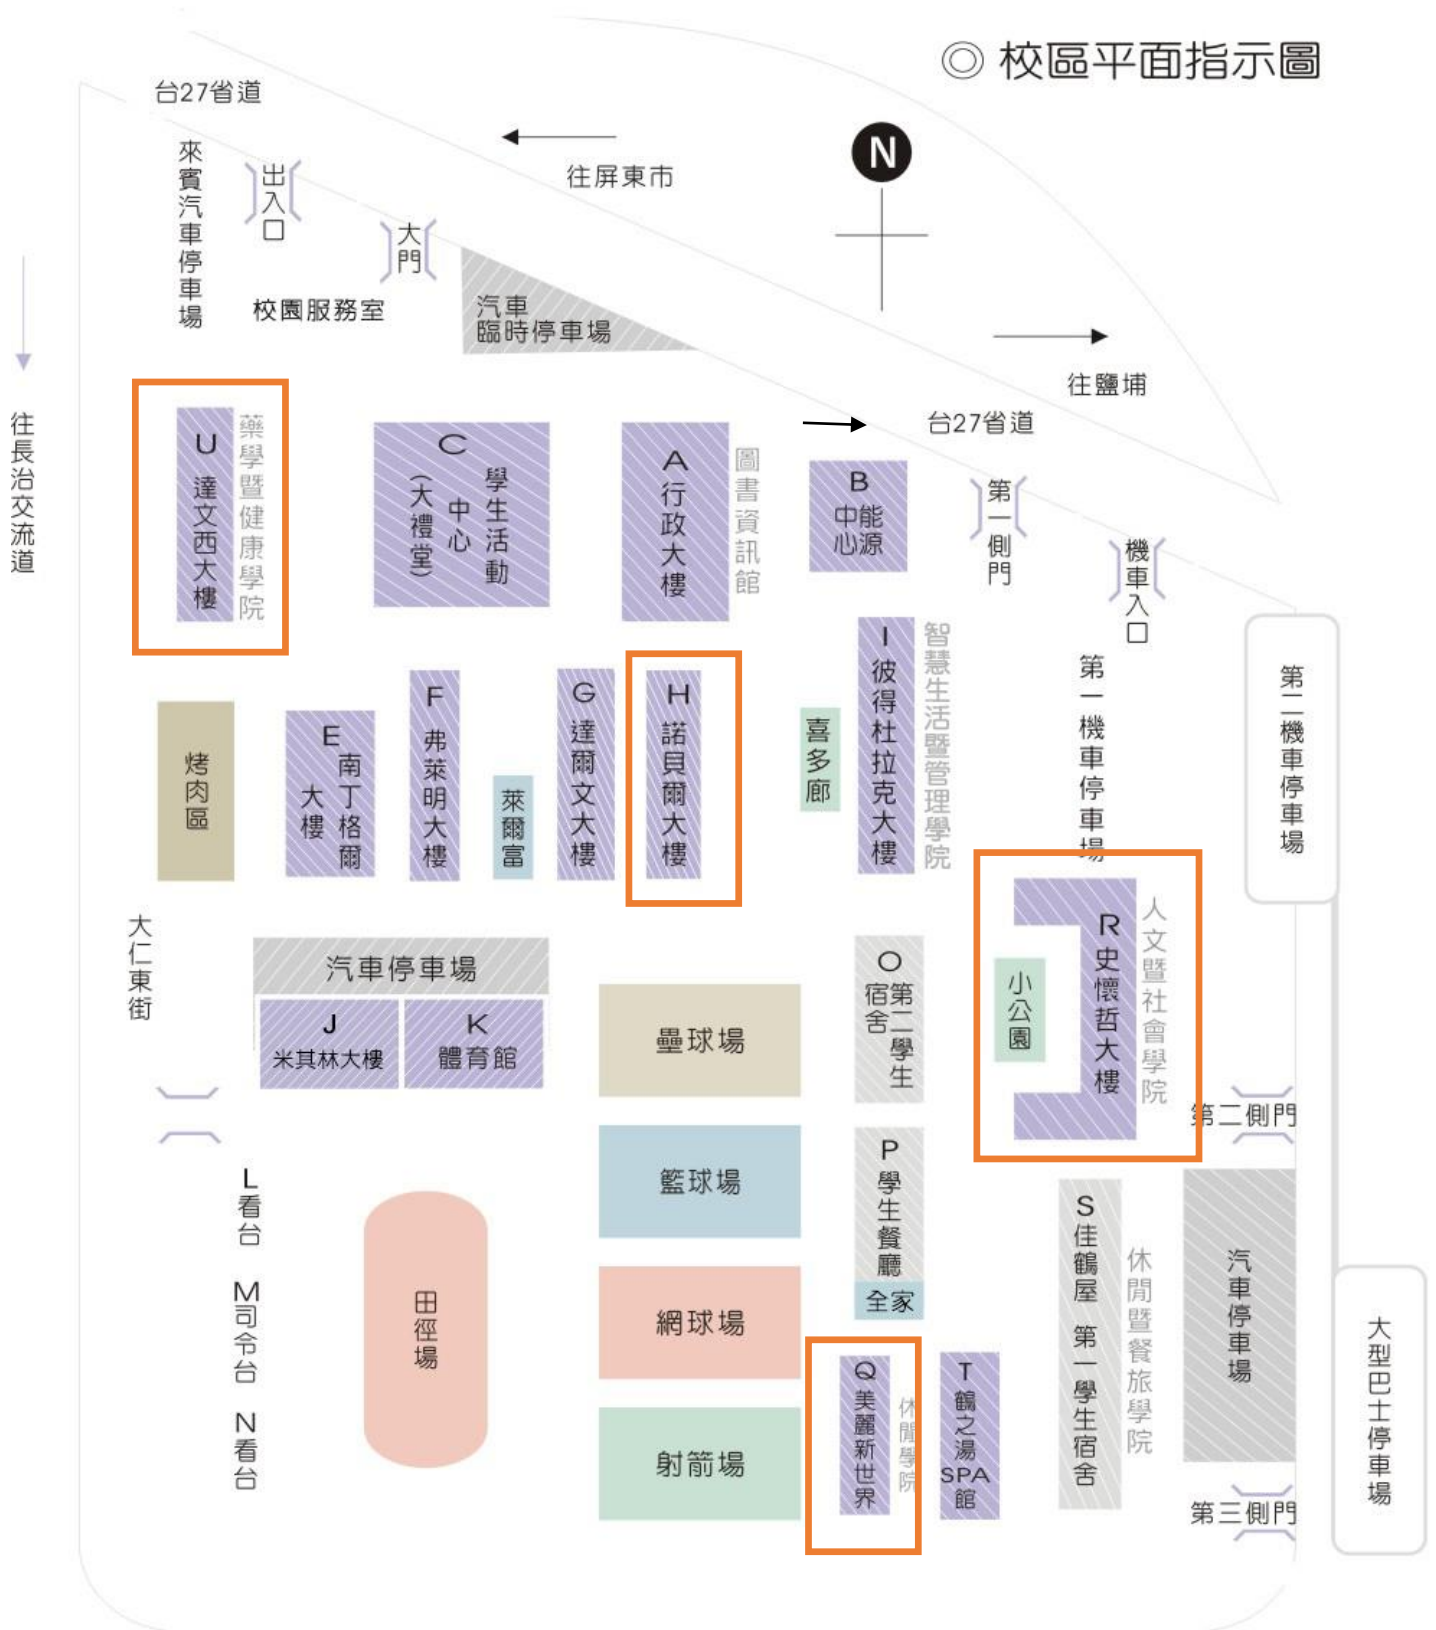 ◎ 校區平面指示圖
台27省道
往屏東市
N
來賓汽車停車場
出入口
大門
校園服務室
汽車
臨時停車場
往鹽埔
台27省道
往長治交流道
U 達文西大樓
藥學暨健康學院
C 學生活動
中心
(大禮堂)
A 行政大樓
圖書資訊館
B
中能
心源
第一側門
機車入口
I 彼得杜拉克大樓
智慧生活暨管理學院
第一機車停車場
第二機車停車場
烤肉區
E 南丁格爾
大樓
F 弗萊明大樓
萊爾富
G 達爾文大樓
H 諾貝爾大樓
喜多廊
大仁東街
汽車停車場
J
米其林大樓
K
體育館
壘球場
O 第二學生
宿舍
小公園
R 史懷哲大樓
人文暨社會學院
第二側門
籃球場
P 學生餐廳
全家
L看台
M司令台
N看台
田徑場
網球場
射箭場
Q 美麗新世界
休閒學院
T 鶴之湯
SPA
館
S 佳鶴屋 第一學生宿舍
休閒暨餐旅學院
汽車停車場
第三側門
大型巴士停車場